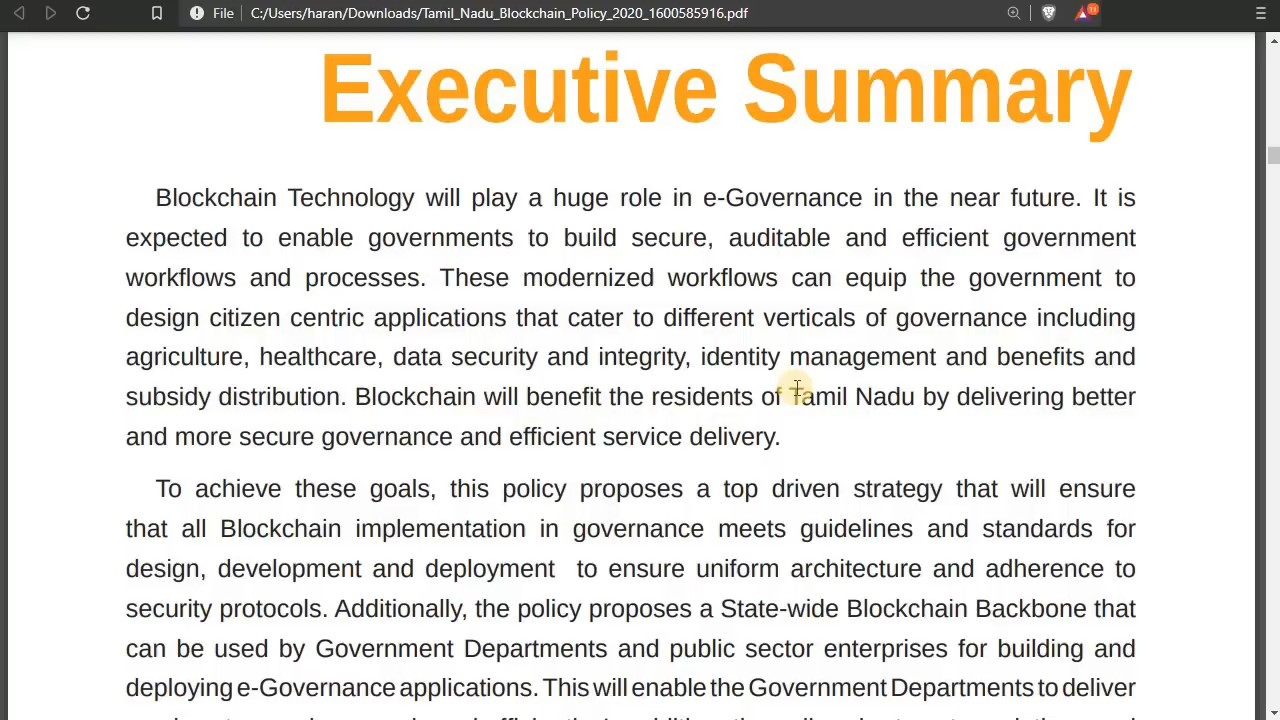 File C:/Users/haran/Downloads/Tamil_Nadu_Blockchain_Policy_2020_1600585916.pdf
Executive Summary
Blockchain Technology will play a huge role in e-Governance in the near future. It is
expected to enable governments to build secure, auditable and efficient government
workflows and processes. These modernized workflows can equip the government to
design citizen centric applications that cater to different verticals of governance including
agriculture, healthcare, data security and integrity, identity management and benefits and
subsidy distribution. Blockchain will benefit the residents of Tamil Nadu by delivering better
and more secure governance and efficient service delivery.
To achieve these goals, this policy proposes a top driven strategy that will ensure
that all Blockchain implementation in governance meets guidelines and standards for
design, development and deployment to ensure uniform architecture and adherence to
security protocols. Additionally, the policy proposes a State-wide Blockchain Backbone that
can be used by Government Departments and public sector enterprises for building and
deploying e-Governance applications. This will enable the Government Departments to deliver